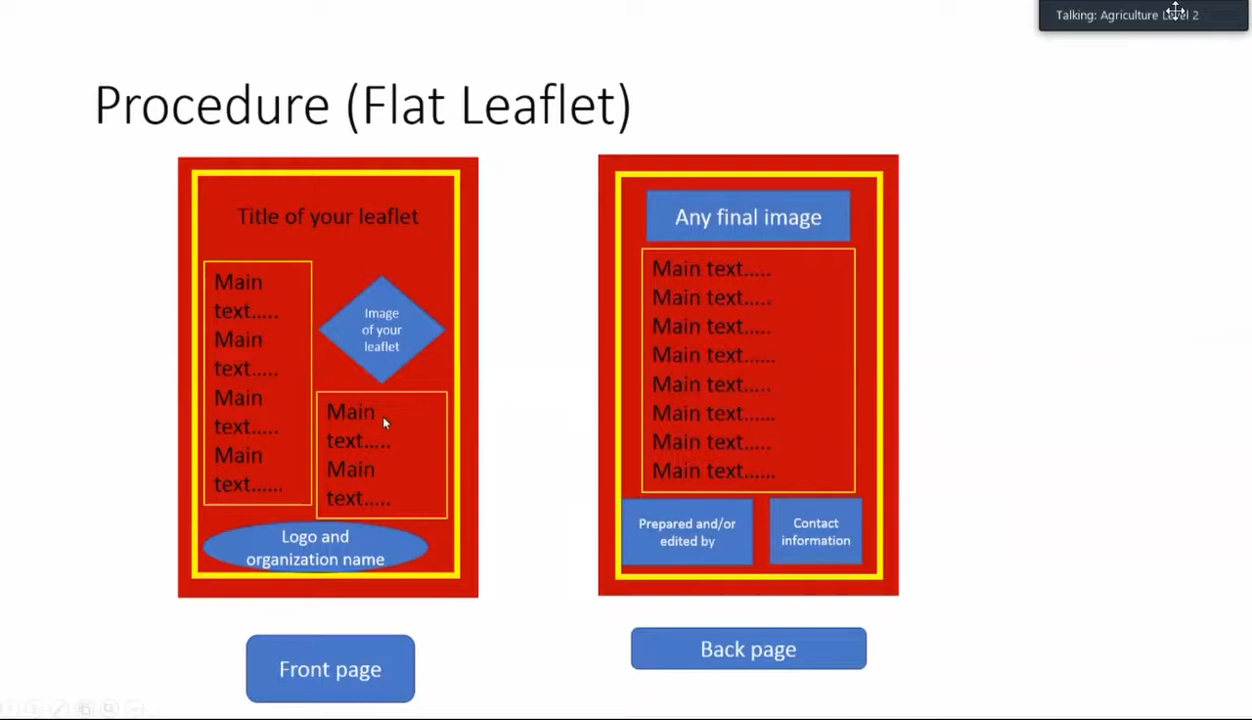 Talking: Agriculture Level 2
Procedure (Flat Leaflet)
Title of your leaflet
Main
text.....
Main
text.....
Main
text.....
Main
text......
Image
of your
leaflet
Main
text.....
Main
text.....
Logo and
organization name
Front page
Any final image
Main text.....
Main text.....
Main text.....
Main text......
Main text.....
Main text......
Main text.....
Main text......
Prepared and/or
edited by
Contact
information
Back page